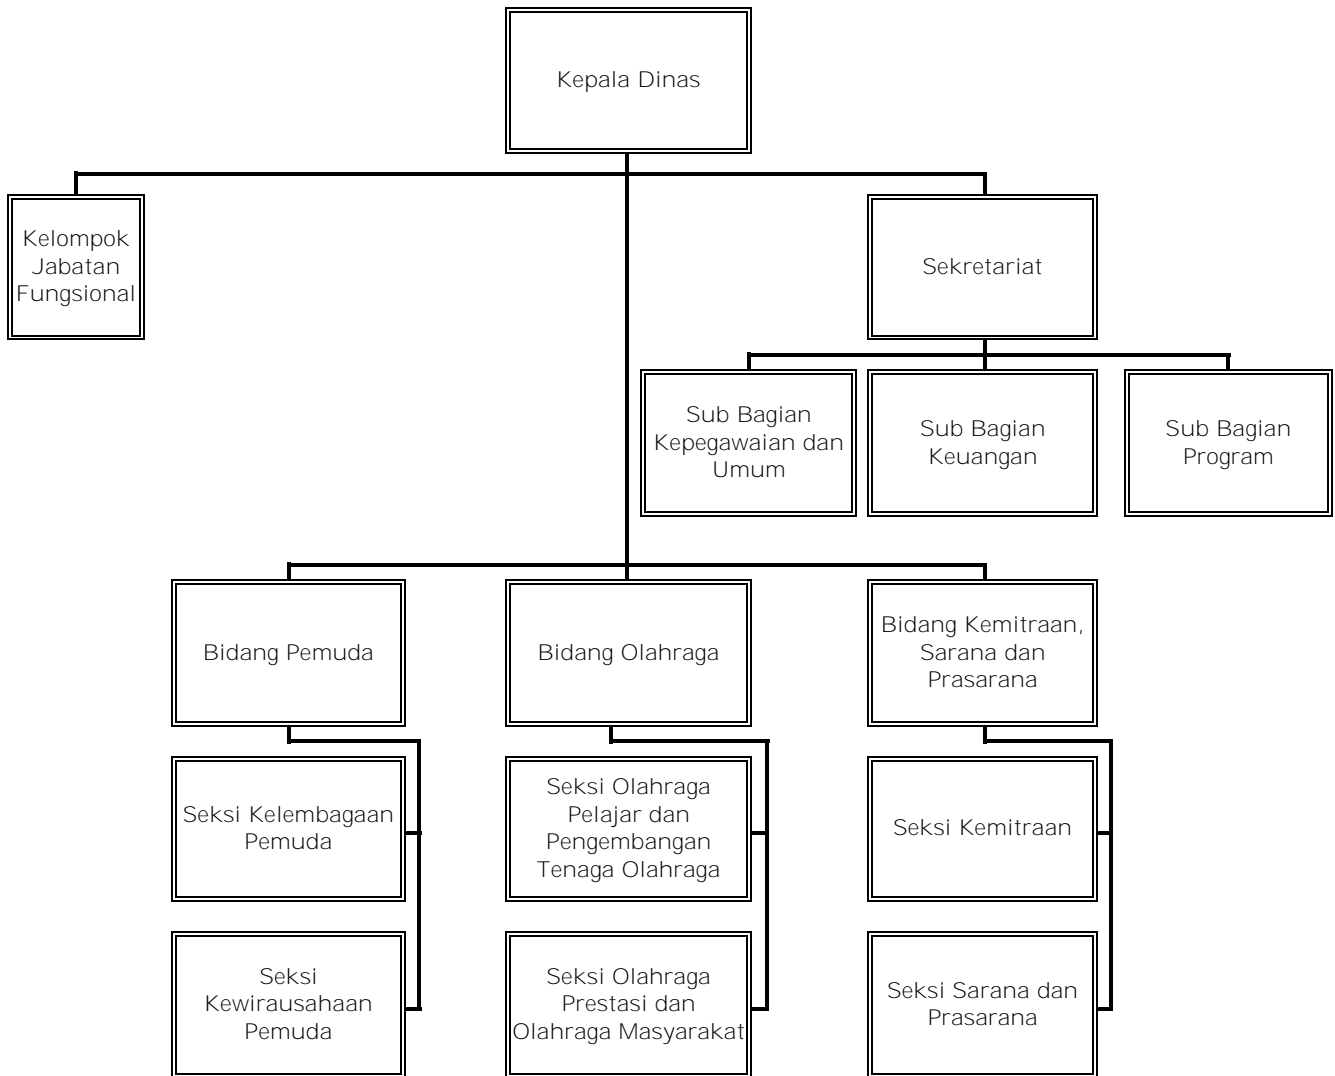 Kepala Dinas
Kelompok
Jabatan
Fungsional
Sekretariat
Sub Bagian
Kepegawaian dan
Umum
Sub Bagian
Keuangan
Sub Bagian
Program
Bidang Pemuda
Bidang Olahraga
Bidang Kemitraan,
Sarana dan
Prasarana
Seksi Kelembagaan
Pemuda
Seksi Olahraga
Pelajar dan
Pengembangan
Tenaga Olahraga
Seksi Kemitraan
Seksi
Kewirausahaan
Pemuda
Seksi Olahraga
Prestasi dan
Olahraga Masyarakat
Seksi Sarana dan
Prasarana